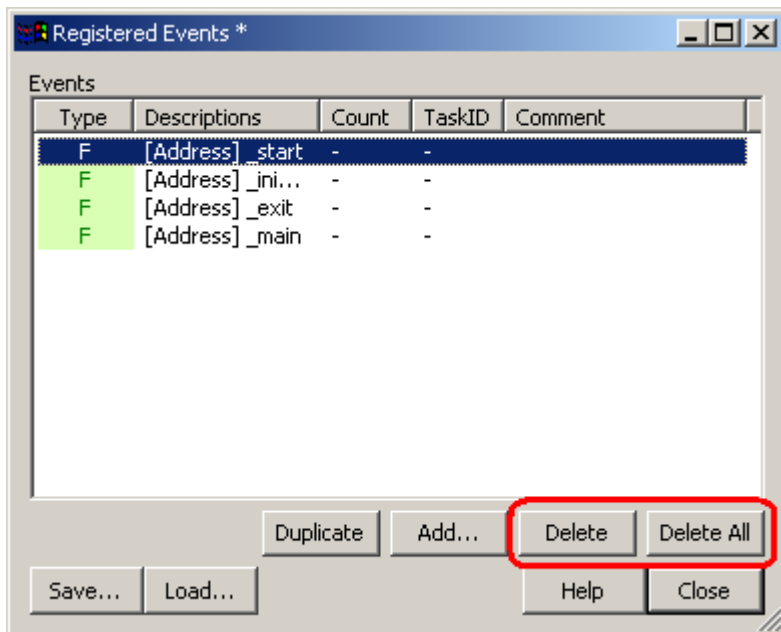 Registered Events *
Events
Type Descriptions Count TaskID Comment
F [Address] _start - -
F [Address] _ini... - -
F [Address] _exit - -
F [Address] _main - -
Duplicate Add... Delete Delete All
Save... Load... Help Close